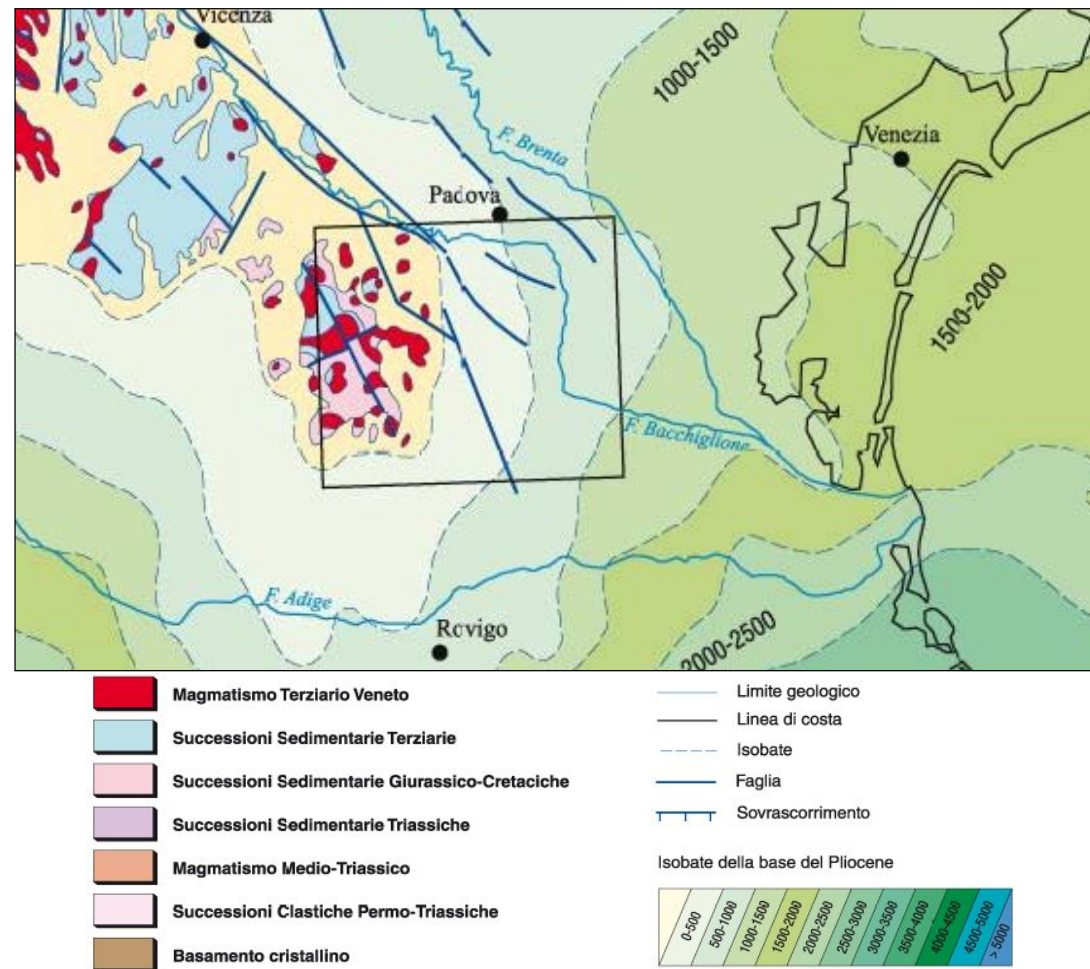 Vicenza
1000-1500
F. Brenta
Venezia
Padova
1500-2000
F. Bacchiglione
F. Adige
Rovigo
2000-2500
Magmatismo Terziario Veneto
Successioni Sedimentarie Terziarie
Successioni Sedimentarie Giurassico-Cretaciche
Successioni Sedimentarie Triassiche
Magmatismo Medio-Triassico
Successioni Clastiche Permo-Triassiche
Basamento cristallino
Limite geologico
Linea di costa
Isobate
Faglia
Sovrascorrimento
Isobate della base del Pliocene
0-500
500-1000
1000-1500
1500-2000
2000-2500
2500-3000
3000-3500
3500-4000
4000-4500
4500-5000
> 5000